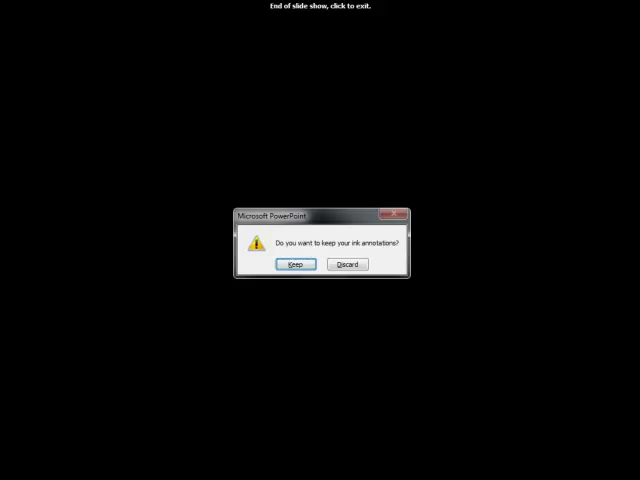 End of slide show, click to exit.
Microsoft PowerPoint
Do you want to keep your ink annotations?
Keep
Discard